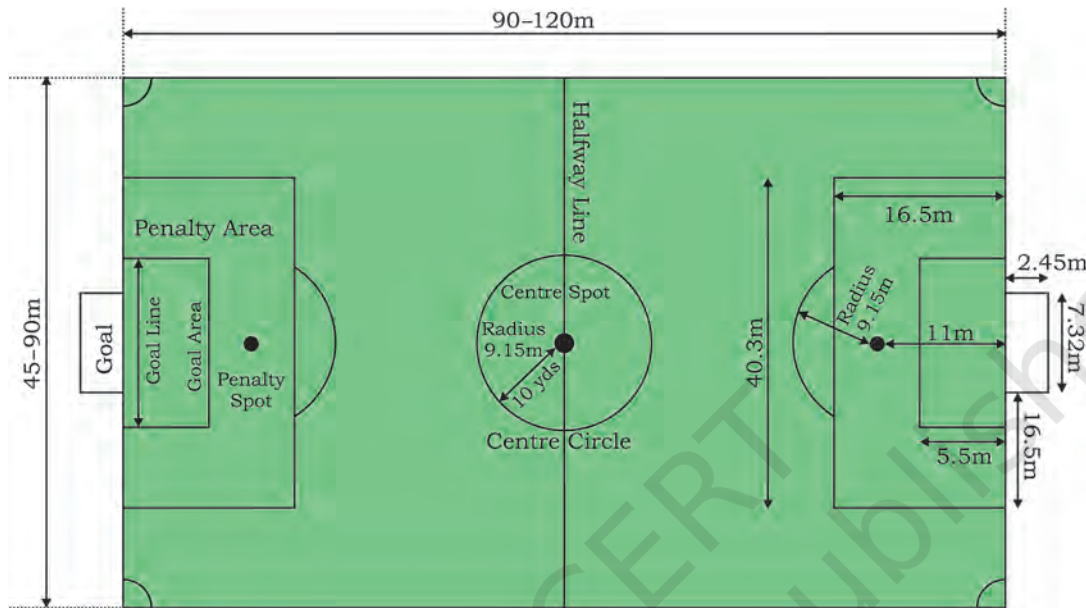 90–120m
45–90m
Halfway Line
Penalty Area
Goal
Goal Line
Goal Area
Penalty
Spot
Centre Spot
Radius
9.15m
10 yds
Centre Circle
40.3m
16.5m
Radius
9.15m
11m
5.5m
2.45m
7.32m
16.5m